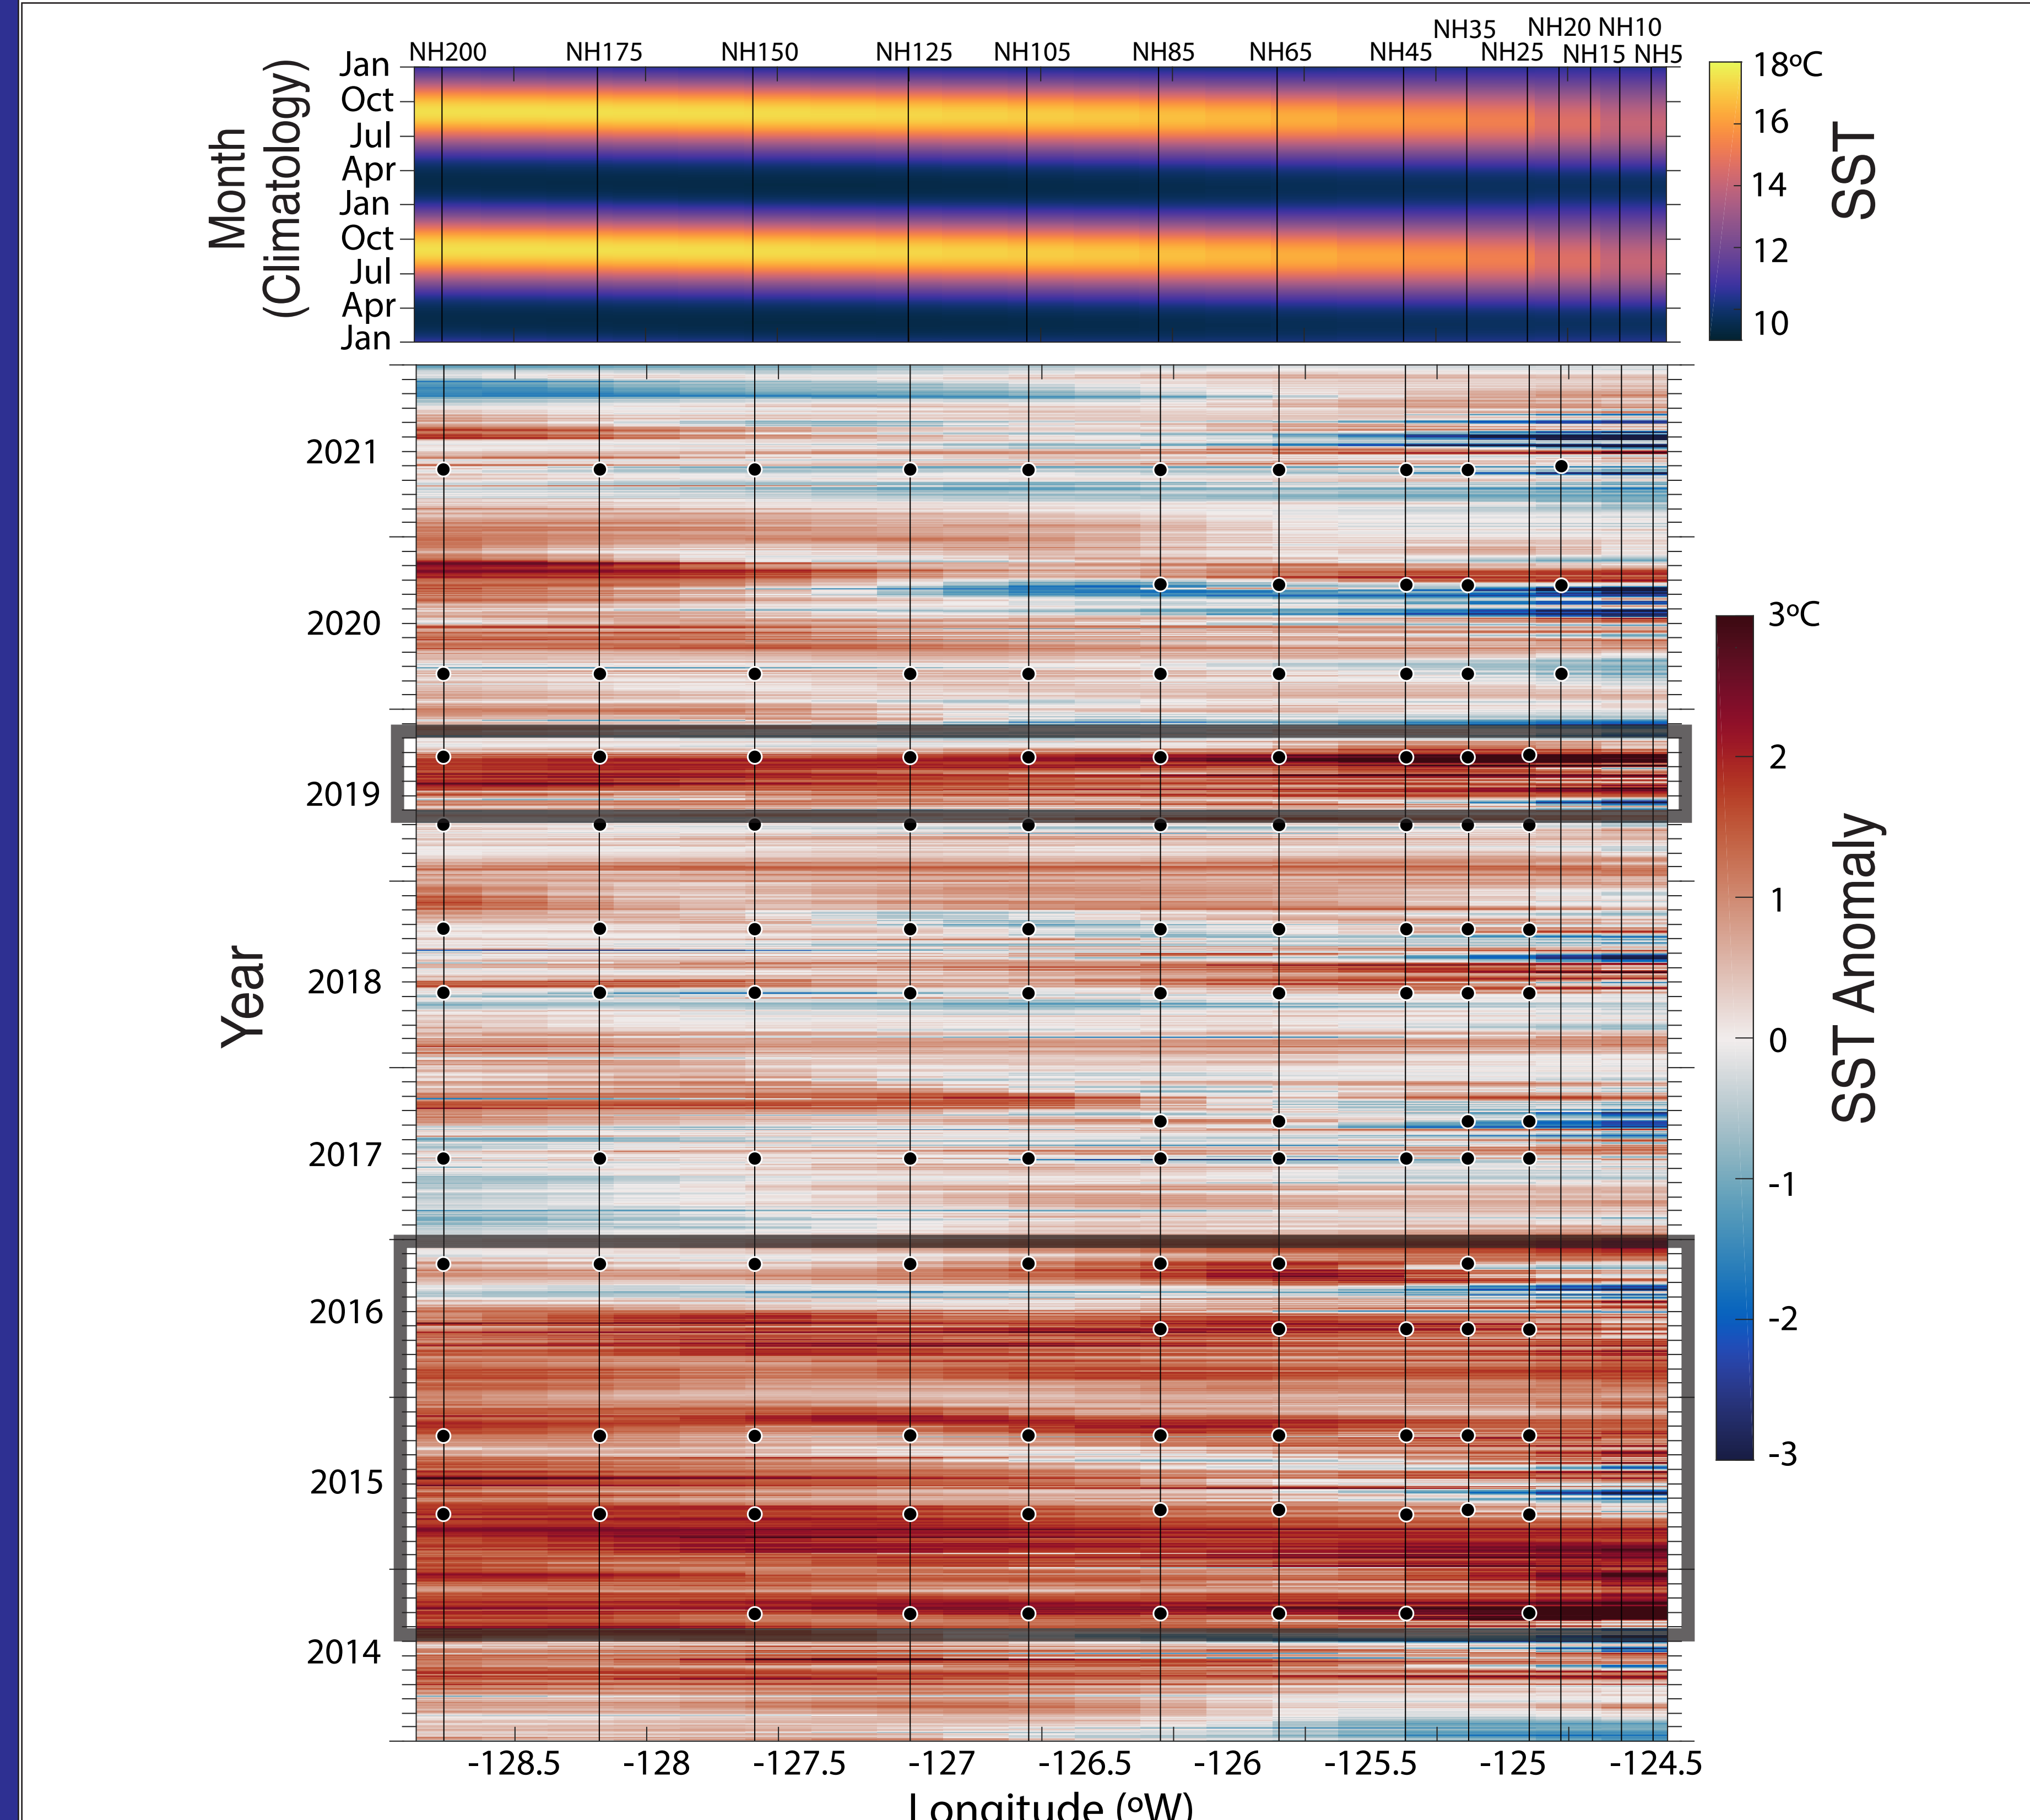 NH35 NH20 NH10
NH200 NH175 NH150 NH125 NH105 NH85 NH65 NH45 NH25 NH15 NH5
Month
(Climatology)
Jan
Oct
Jul
Apr
Jan
Oct
Jul
Apr
Jan
18ºC
16
14
12
10
SST
Year
2021
2020
2019
2018
2017
2016
2015
2014
3ºC
2
1
0
-1
-2
-3
SST Anomaly
-128.5 -128 -127.5 -127 -126.5 -126 -125.5 -125 -124.5
Longitude (ºW)